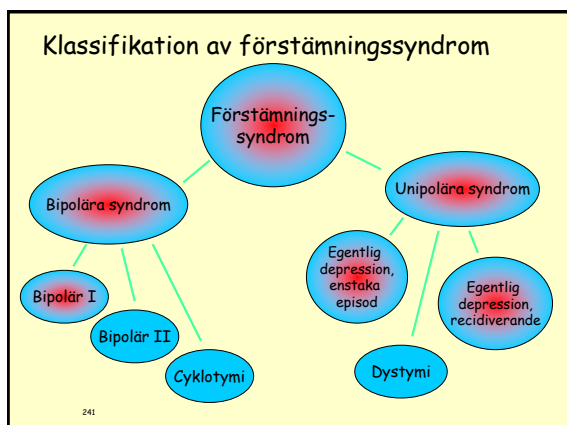 Klassifikation av förstämningssyndrom
Förstämnings-
syndrom
Bipolära syndrom
Unipolära syndrom
Bipolär I
Bipolär II
Cyklotymi
Egentlig
depression,
enstaka
episod
Dystymi
Egentlig
depression,
recidiverande
241